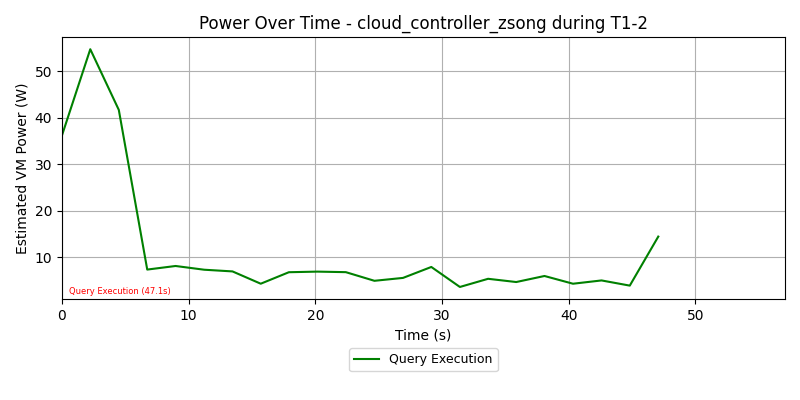 Power Over Time - cloud_controller_zsong during T1-2
Estimated VM Power (W)
50
40
30
20
10
Query Execution (47.1s)
0
10
20
30
40
50
Time (s)
Query Execution